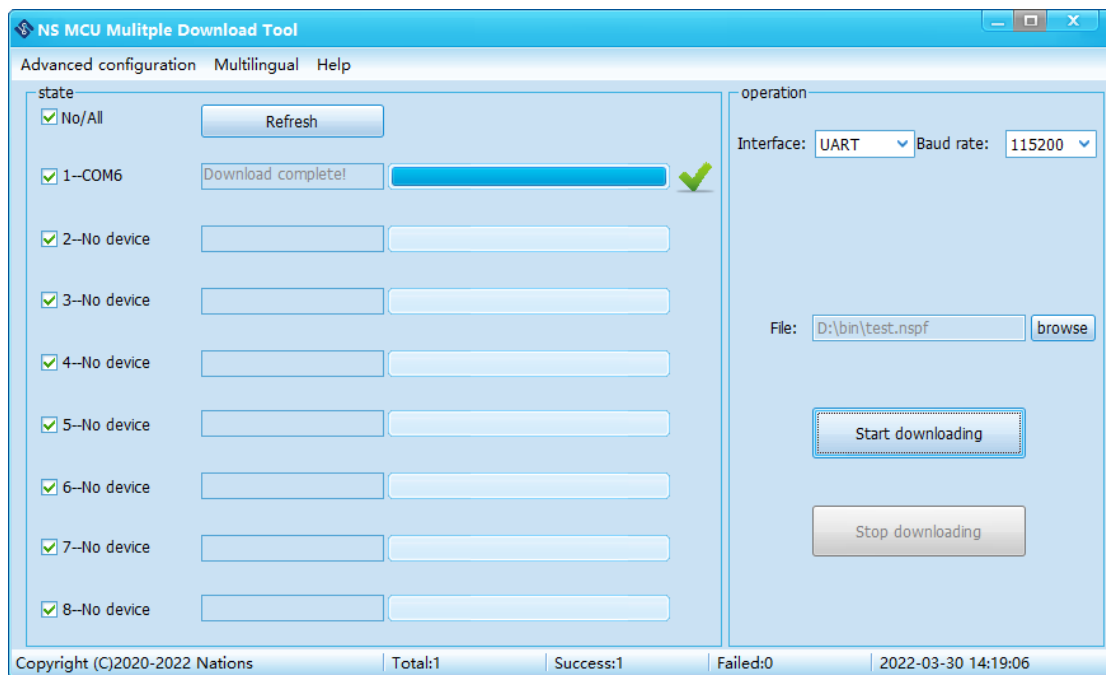 NS MCU Mulitple Download Tool
Advanced configuration Multilingual Help
state
No/All Refresh
1--COM6 Download complete!
2--No device
3--No device
4--No device
5--No device
6--No device
7--No device
8--No device
operation
Interface: UART Baud rate: 115200
File: D:\bin\test.nspf browse
Start downloading
Stop downloading
Copyright (C)2020-2022 Nations Total:1 Success:1 Failed:0 2022-03-30 14:19:06